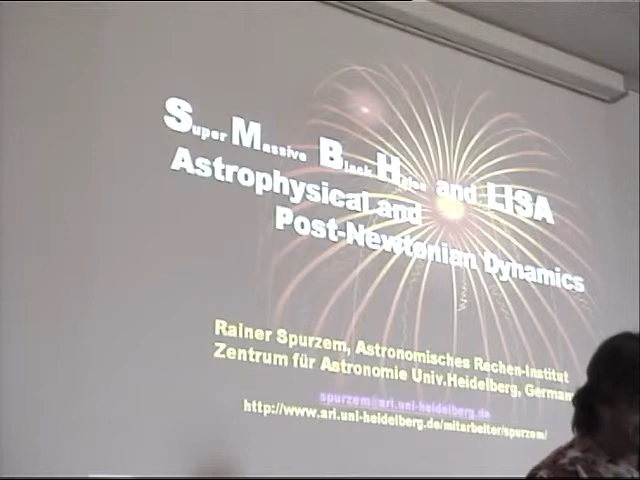 Super Massive Black Holes and LISA
Astrophysical and
Post-Newtonian Dynamics
Rainer Spurzem, Astronomisches Rechen-Institut
Zentrum für Astronomie Univ.Heidelberg, German
spurzem@ari.uni-heidelberg.de
http://www.ari.uni-heidelberg.de/mitarbeiter/spurzem/